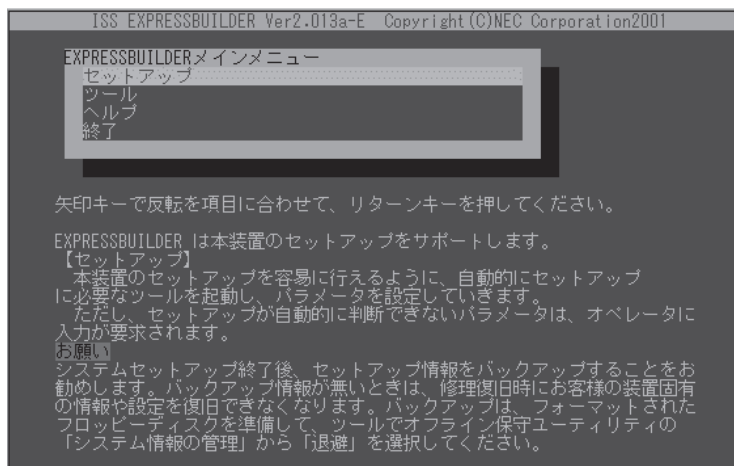 ISS EXPRESSBUILDER Ver2.013a-E Copyright(C)NEC Corporation2001
EXPRESSBUILDERメインメニュー
セットアップ
ツール
ヘルプ
終了
矢印キーで反転を項目に合わせて、リターンキーを押してください。
EXPRESSBUILDER は本装置のセットアップをサポートします。
【セットアップ】
本装置のセットアップを容易に行えるように、自動的にセットアップ
に必要なツールを起動し、パラメータを設定していきます。
ただし、セットアップが自動的に判断できないパラメータは、オペレータに
入力が要求されます。
お願い
システムセットアップ終了後、セットアップ情報をバックアップすることをお
勧めします。バックアップ情報が無いときは、修理復旧時にお客様の装置固有
の情報や設定を復旧できなくなります。バックアップは、フォーマットされた
フロッピーディスクを準備して、ツールでオフライン保守ユーティリティの
「システム情報の管理」から「退避」を選択してください。